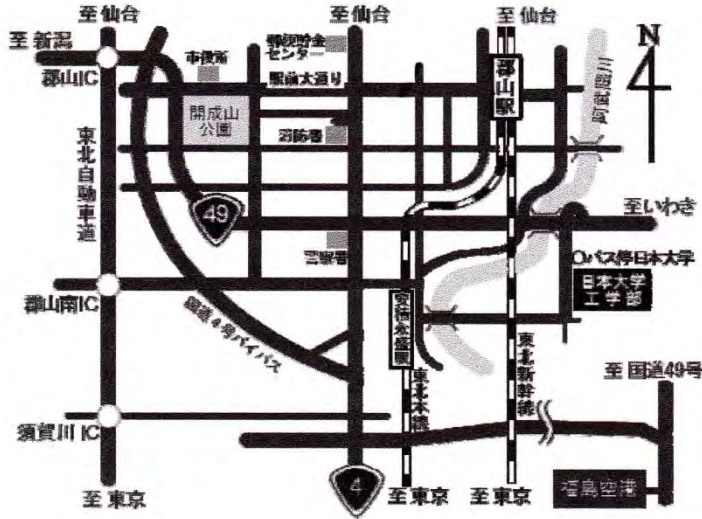 至 仙台
至 仙台
至 仙台
至 新潟
郡山IC
市役所
郵便貯金
センター
駅前大通り
郡山駅
N
阿武隈川
開成山
公園
消防署
東北自動車道
49
至いわき
警察署
バス停日本大学
日本大学
工学部
郡山南IC
国道4号バイパス
安積永盛駅
東北本線
東北新幹線
至 国道49号
須賀川 IC
4
至 東京
至 東京
至 東京
福島空港